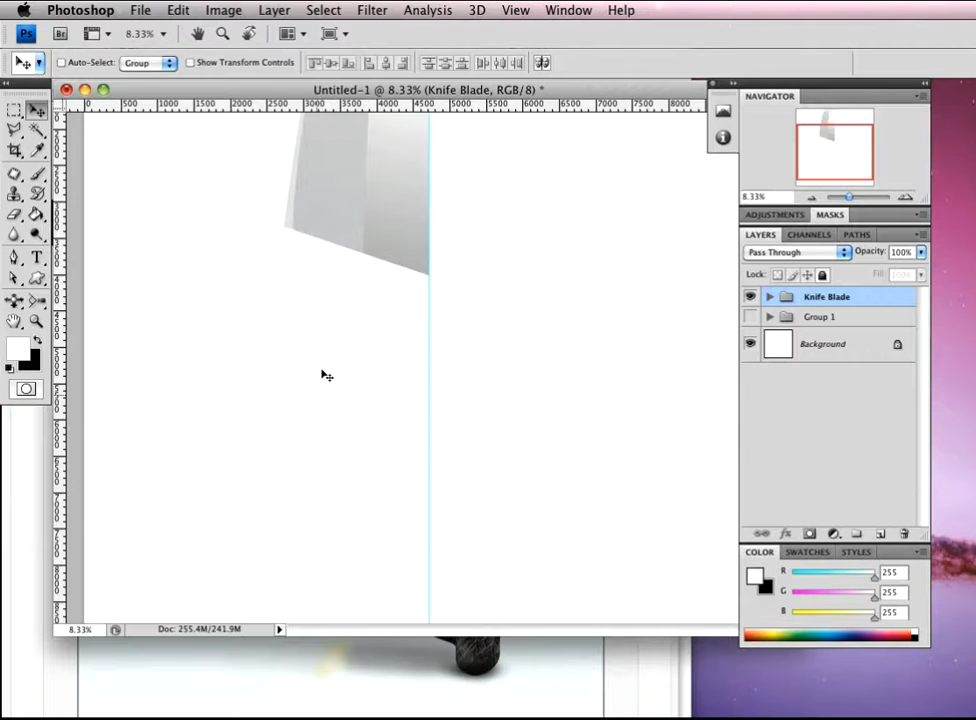 Photoshop File Edit Image Layer Select Filter Analysis 3D View Window Help
Ps Br 8.33%
Auto-Select: Group Show Transform Controls
Untitled-1 @ 8.33% (Knife Blade, RGB/8) *
0 500 1000 1500 2000 2500 3000 3500 4000 4500 5000 5500 6000 6500 7000 7500 8000
NAVIGATOR
8.33%
ADJUSTMENTS MASKS
LAYERS CHANNELS PATHS
Pass Through Opacity: 100%
Lock: Fill: 100%
Knife Blade
Group 1
Background
fx
COLOR SWATCHES STYLES
R 255
G 255
B 255
8.33% Doc: 255.4M/241.9M